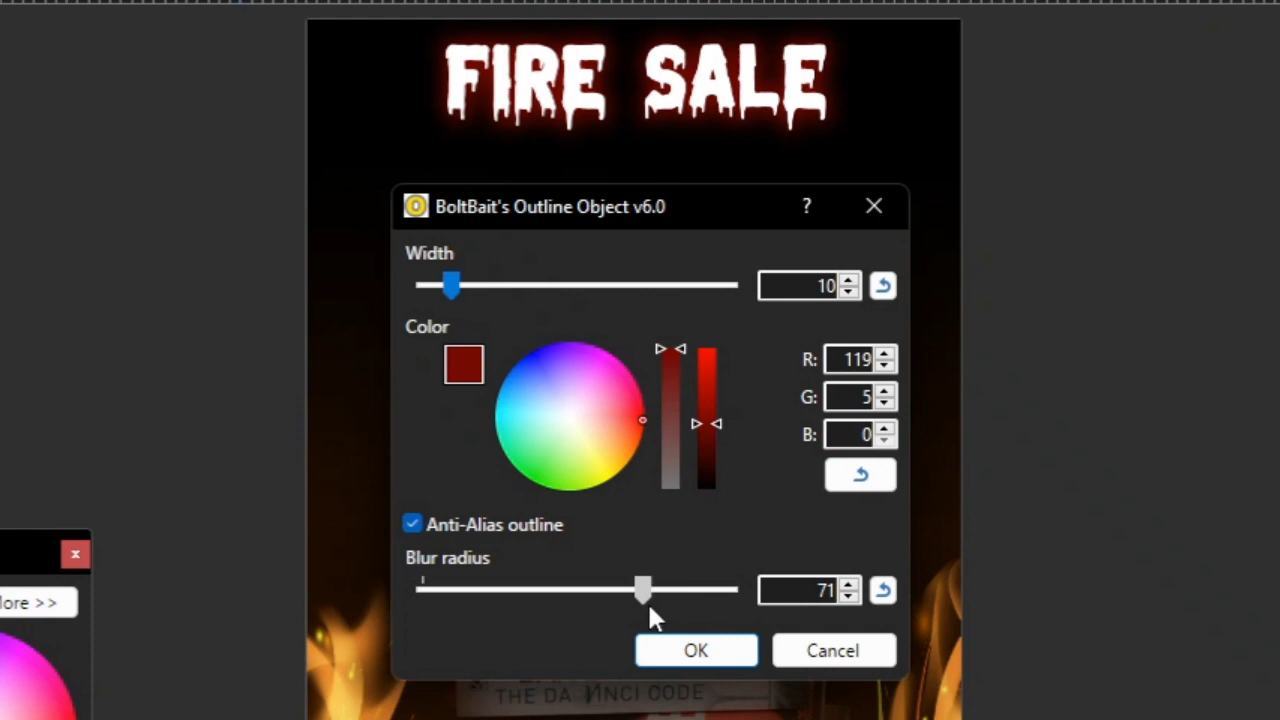 FIRE SALE
BoltBait's Outline Object v6.0
?
Width
10
Color
R: 119
G: 5
B: 0
Anti-Alias outline
Blur radius
71
x
More >>
OK
Cancel
THE DA VINCI CODE